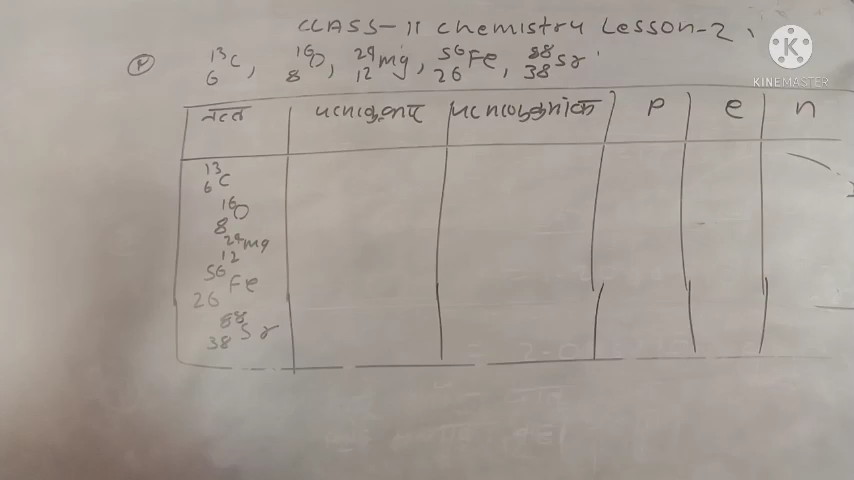 CLASS-11 Chemistry Lesson-2.
K
KINEMASTER
¹³₆C, ¹⁶₈O, ²⁴₁₂Mg, ⁵⁶₂₆Fe, ⁸⁸₃₈Sr
p e n
¹³₆C
¹⁶₈O
²⁴₁₂Mg
⁵⁶₂₆Fe
⁸⁸₃₈Sr